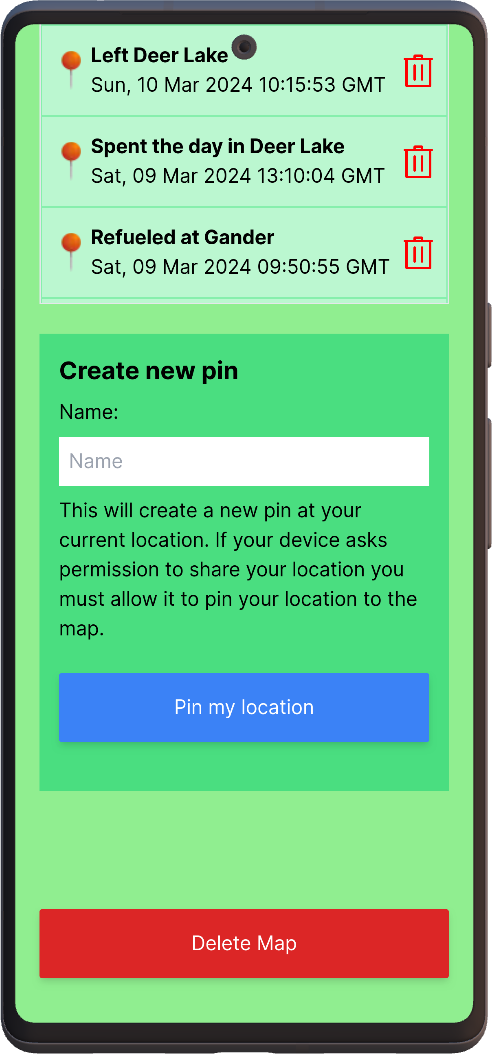 Left Deer Lake
Sun, 10 Mar 2024 10:15:53 GMT
Spent the day in Deer Lake
Sat, 09 Mar 2024 13:10:04 GMT
Refueled at Gander
Sat, 09 Mar 2024 09:50:55 GMT
Create new pin
Name:
Name
This will create a new pin at your
current location. If your device asks
permission to share your location you
must allow it to pin your location to the
map.
Pin my location
Delete Map